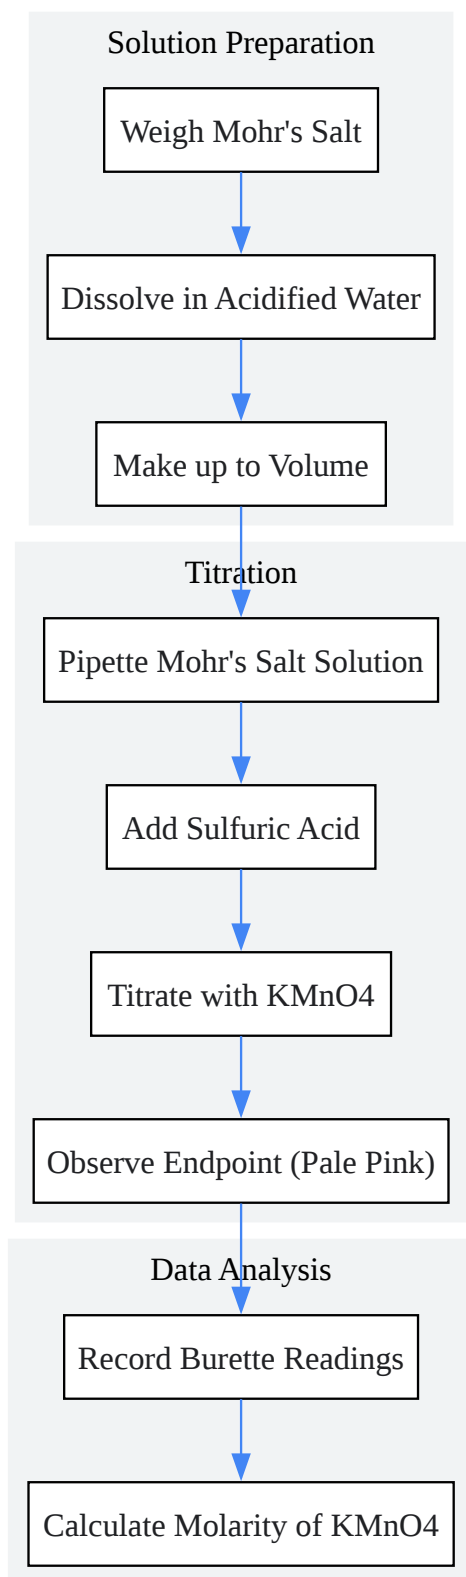 Solution Preparation
Weigh Mohr's Salt
Dissolve in Acidified Water
Make up to Volume
Titration
Pipette Mohr's Salt Solution
Add Sulfuric Acid
Titrate with KMnO4
Observe Endpoint (Pale Pink)
Data Analysis
Record Burette Readings
Calculate Molarity of KMnO4